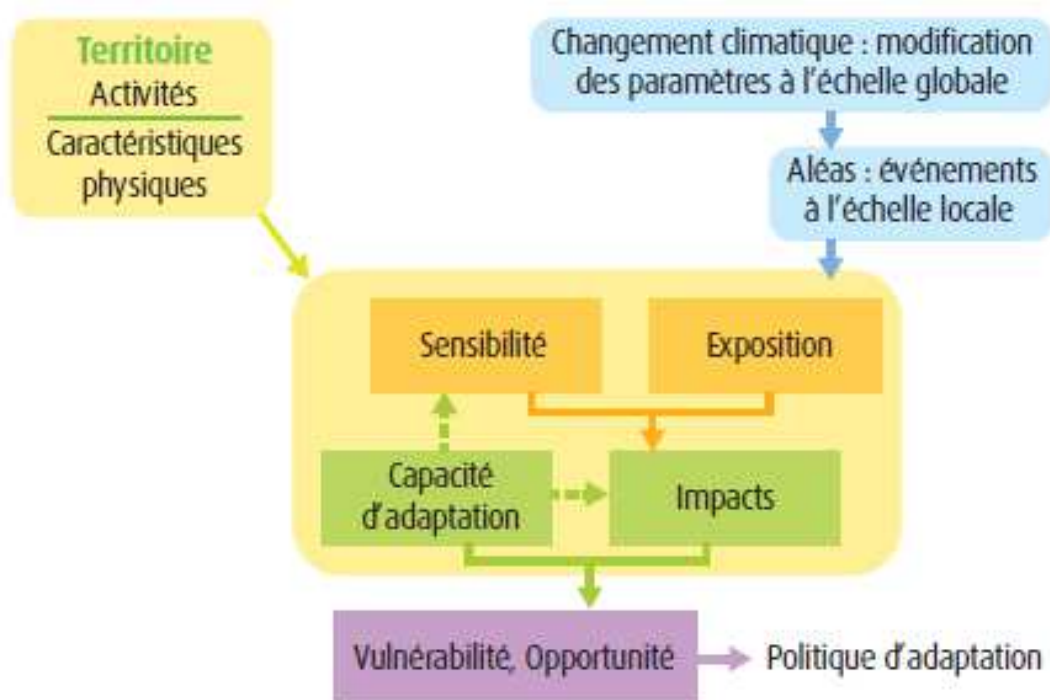 Territoire
Activités
Caractéristiques
physiques
Changement climatique : modification
des paramètres à l'échelle globale
Aléas : événements
à l'échelle locale
Sensibilité
Exposition
Capacité
d'adaptation
Impacts
Vulnérabilité, Opportunité
Politique d'adaptation